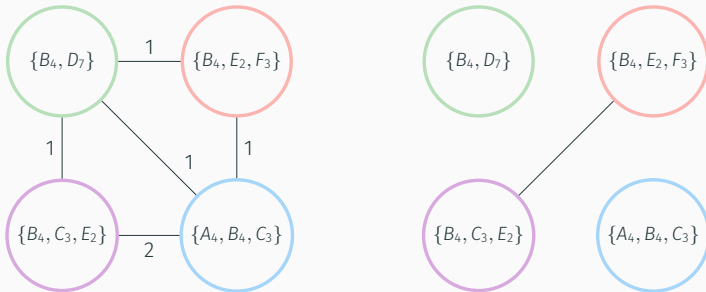 {B₄, D₇} 1 {B₄, E₂, F₃} {B₄, D₇} {B₄, E₂, F₃}
1 1 1
{B₄, C₃, E₂} 2 {A₄, B₄, C₃} {B₄, C₃, E₂} {A₄, B₄, C₃}